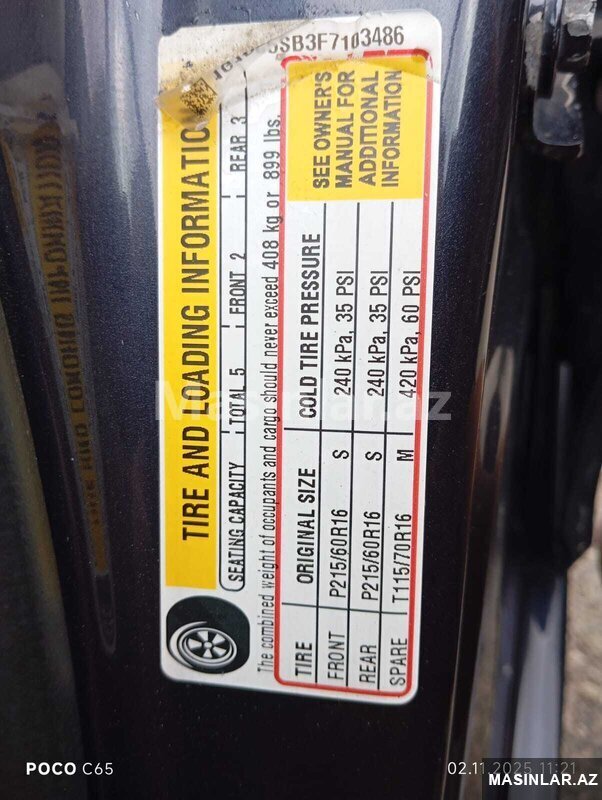 5SB3F7103486
TIRE AND LOADING INFORMATION
SEATING CAPACITY TOTAL 5 FRONT 2 REAR 3
The combined weight of occupants and cargo should never exceed 408 kg or 899 lbs.
TIRE ORIGINAL SIZE COLD TIRE PRESSURE
FRONT P215/60R16 S 240 kPa, 35 PSI
REAR P215/60R16 S 240 kPa, 35 PSI
SPARE T115/70R16 M 420 kPa, 60 PSI
SEE OWNER'S
MANUAL FOR
ADDITIONAL
INFORMATION
Masinlar.az
POCO C65
02.11.2025 11:21
MASINLAR.AZ